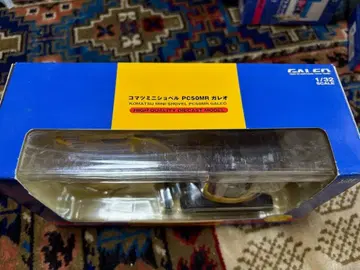 コマツミニショベル PC50MR ガレオ
KOMATSU MINI SHOVEL PC50MR GALEO
HIGH QUALITY DIECAST MODEL
GALEO
1/32
SCALE